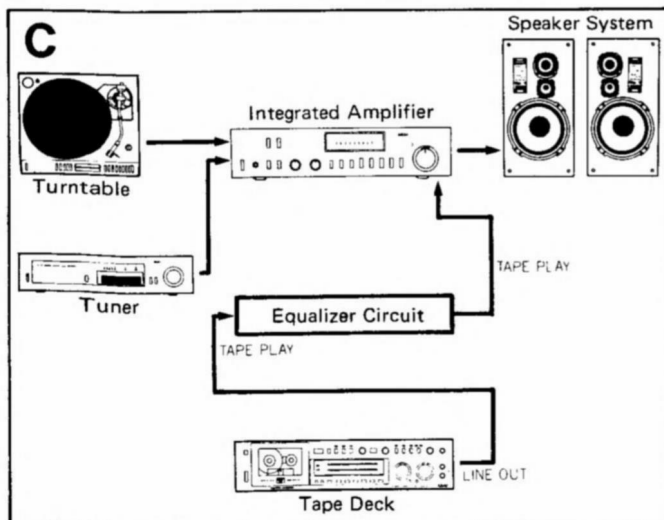 C
Speaker System
Integrated Amplifier
Turntable
TAPE PLAY
Tuner
Equalizer Circuit
TAPE PLAY
LINE OUT
Tape Deck